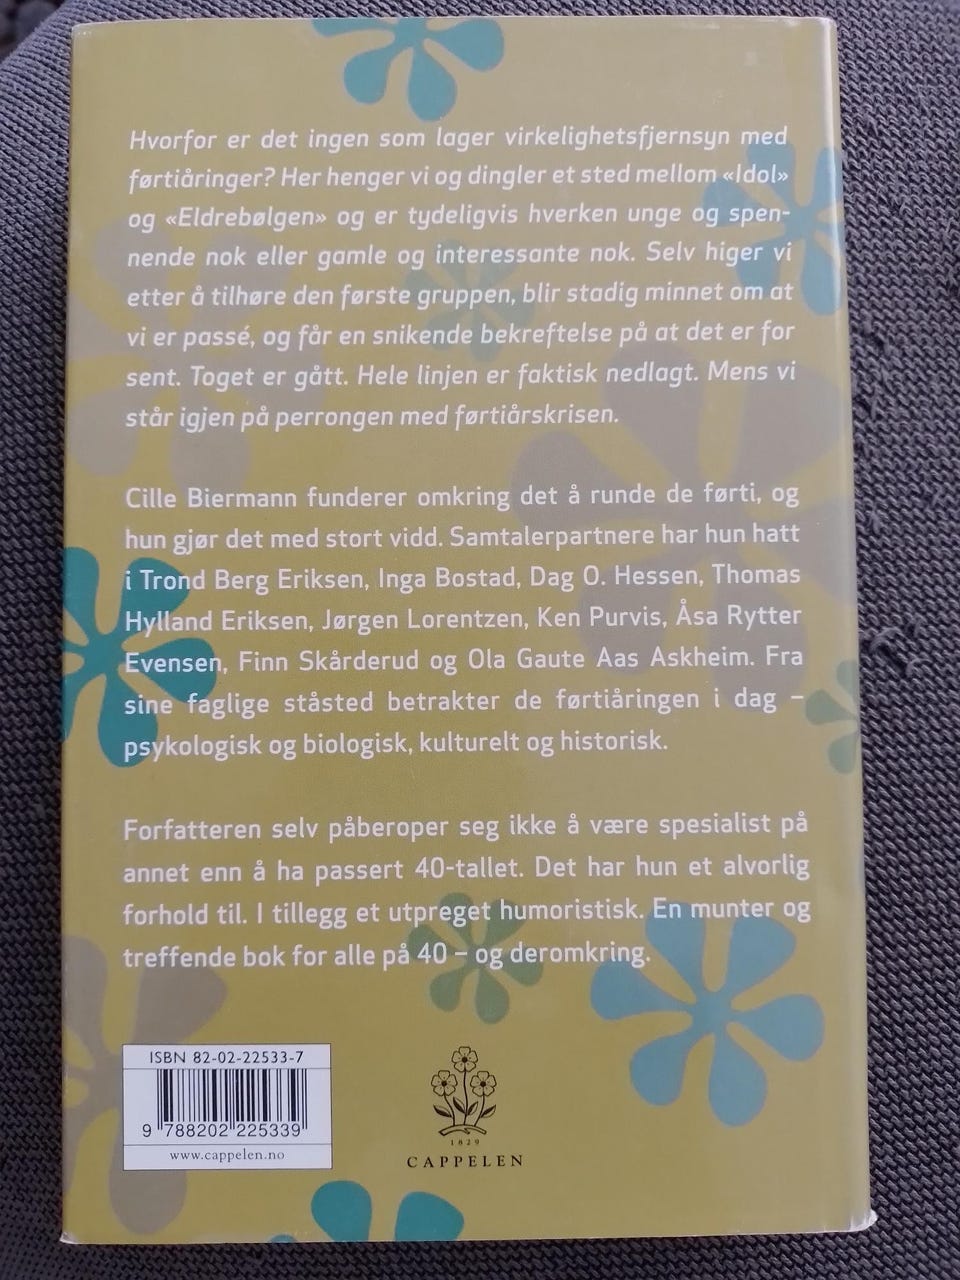 Hvorfor er det ingen som lager virkelighetsfjernsyn med
førtiåringer? Her henger vi og dingler et sted mellom «Idol»
og «Eldrebølgen» og er tydeligvis hverken unge og spen-
nende nok eller gamle og interessante nok. Selv higer vi
etter å tilhøre den første gruppen, blir stadig minnet om at
vi er passé, og får en snikende bekreftelse på at det er for
sent. Toget er gått. Hele linjen er faktisk nedlagt. Mens vi
står igjen på perrongen med førtiårskrisen.
Cille Biermann funderer omkring det å runde de førti, og
hun gjør det med stort vidd. Samtalerpartnere har hun hatt
i Trond Berg Eriksen, Inga Bostad, Dag O. Hessen, Thomas
Hylland Eriksen, Jørgen Lorentzen, Ken Purvis, Åsa Rytter
Evensen, Finn Skårderud og Ola Gaute Aas Askheim. Fra
sine faglige ståsted betrakter de førtiåringen i dag –
psykologisk og biologisk, kulturelt og historisk.
Forfatteren selv påberoper seg ikke å være spesialist på
annet enn å ha passert 40-tallet. Det har hun et alvorlig
forhold til. I tillegg et utpreget humoristisk. En munter og
treffende bok for alle på 40 – og deromkring.
ISBN 82-02-22533-7
9 788202 225339
www.cappelen.no
1829
CAPPELEN